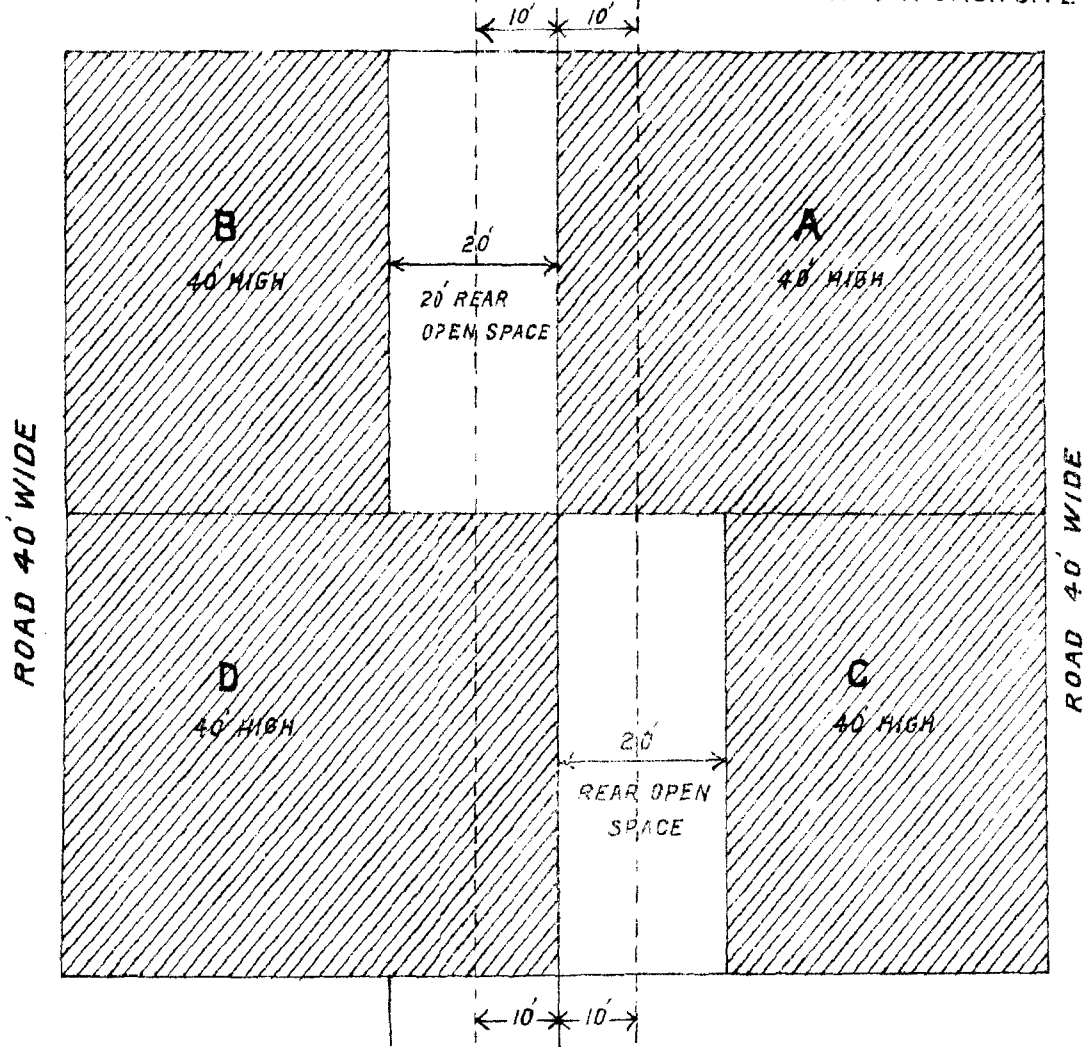 10' 10'
B
40' HIGH
20'
20' REAR
OPEN SPACE
A
40' HIGH
ROAD 40' WIDE
ROAD 40' WIDE
D
40' HIGH
C
40' HIGH
20'
REAR OPEN
SPACE
10' 10'